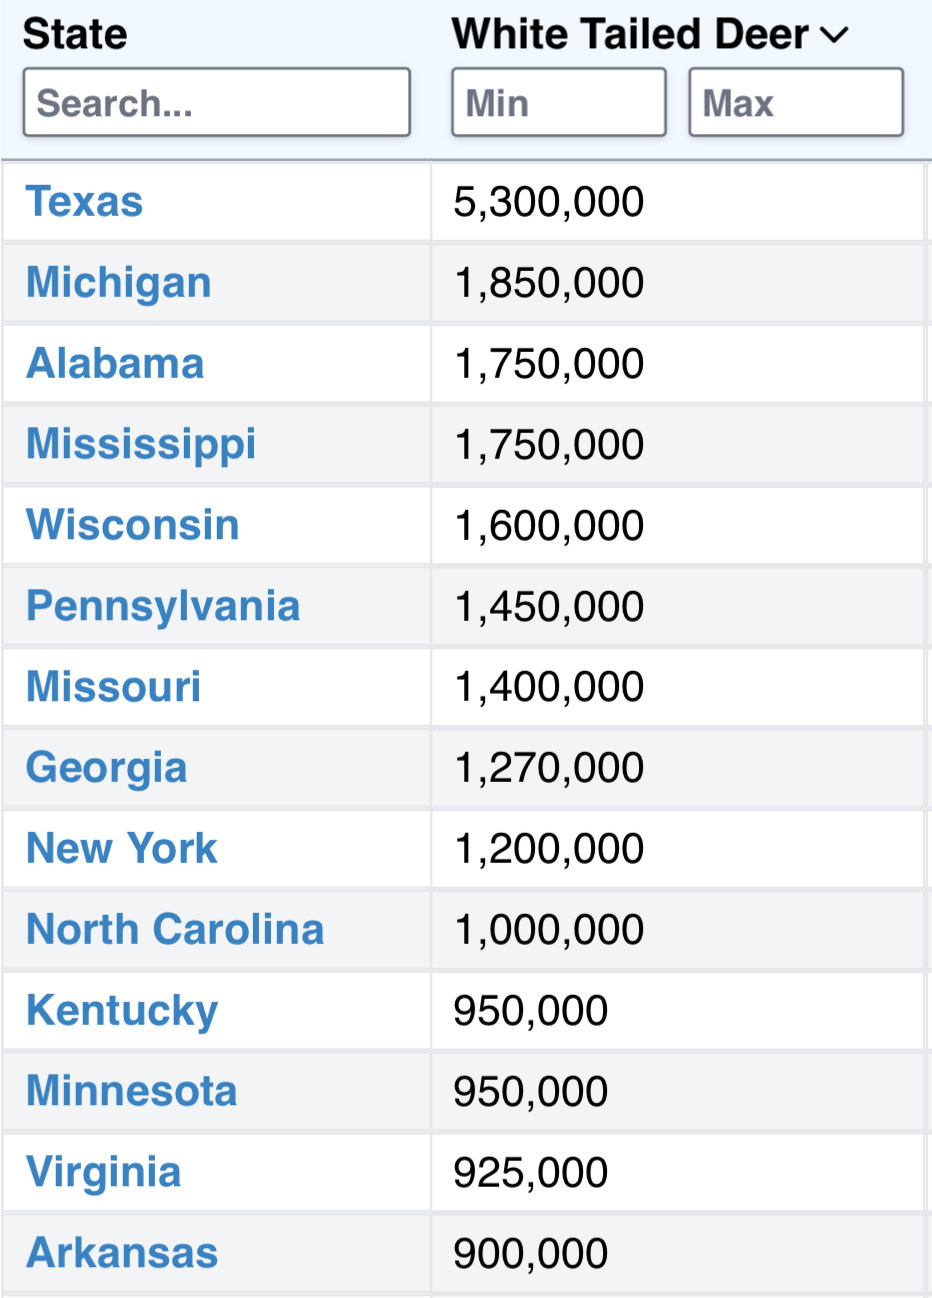 State White Tailed Deer
Search... Min Max
Texas 5,300,000
Michigan 1,850,000
Alabama 1,750,000
Mississippi 1,750,000
Wisconsin 1,600,000
Pennsylvania 1,450,000
Missouri 1,400,000
Georgia 1,270,000
New York 1,200,000
North Carolina 1,000,000
Kentucky 950,000
Minnesota 950,000
Virginia 925,000
Arkansas 900,000